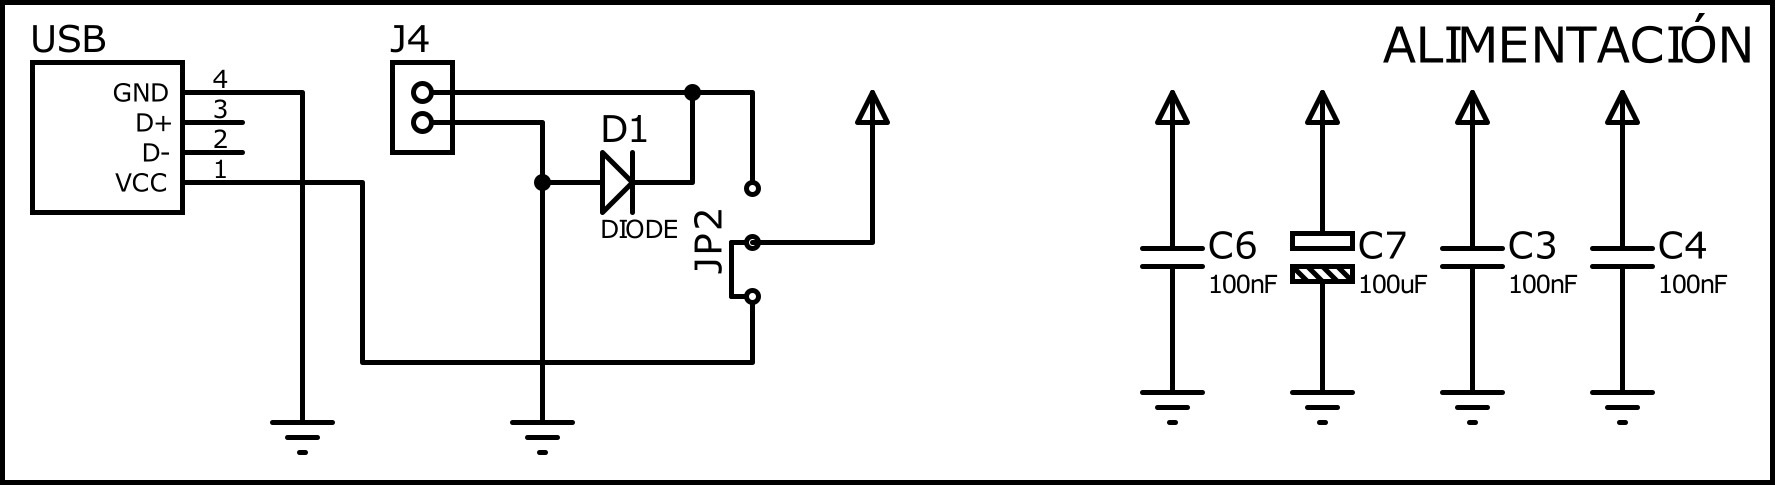 USB
GND 4
D+ 3
D- 2
VCC 1
J4
D1
DIODE
JP2
ALIMENTACIÓN
C6
100nF
C7
100uF
C3
100nF
C4
100nF